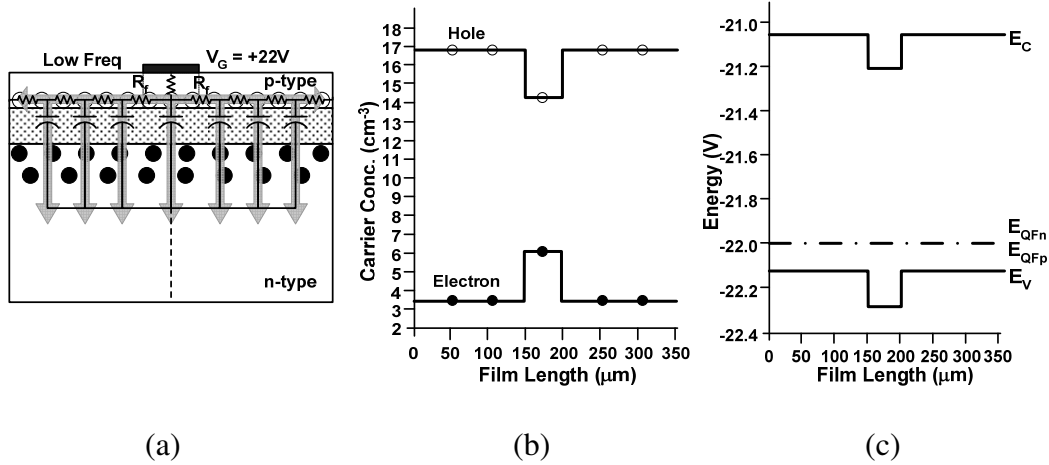 Low Freq
V_G = +22V
R_f
R_f
p-type
n-type
(a)
Carrier Conc. (cm⁻³)
18
17
16
14
13
12
11
10
9
8
7
6
5
4
3
2
Hole
Electron
0 50 100 150 200 250 300 350
Film Length (μm)
(b)
Energy (V)
-21.0
-21.2
-21.4
-21.6
-21.8
-22.0
-22.2
-22.4
E_C
E_QFn
E_QFp
E_V
0 50 100 150 200 250 300 350
Film Length (μm)
(c)